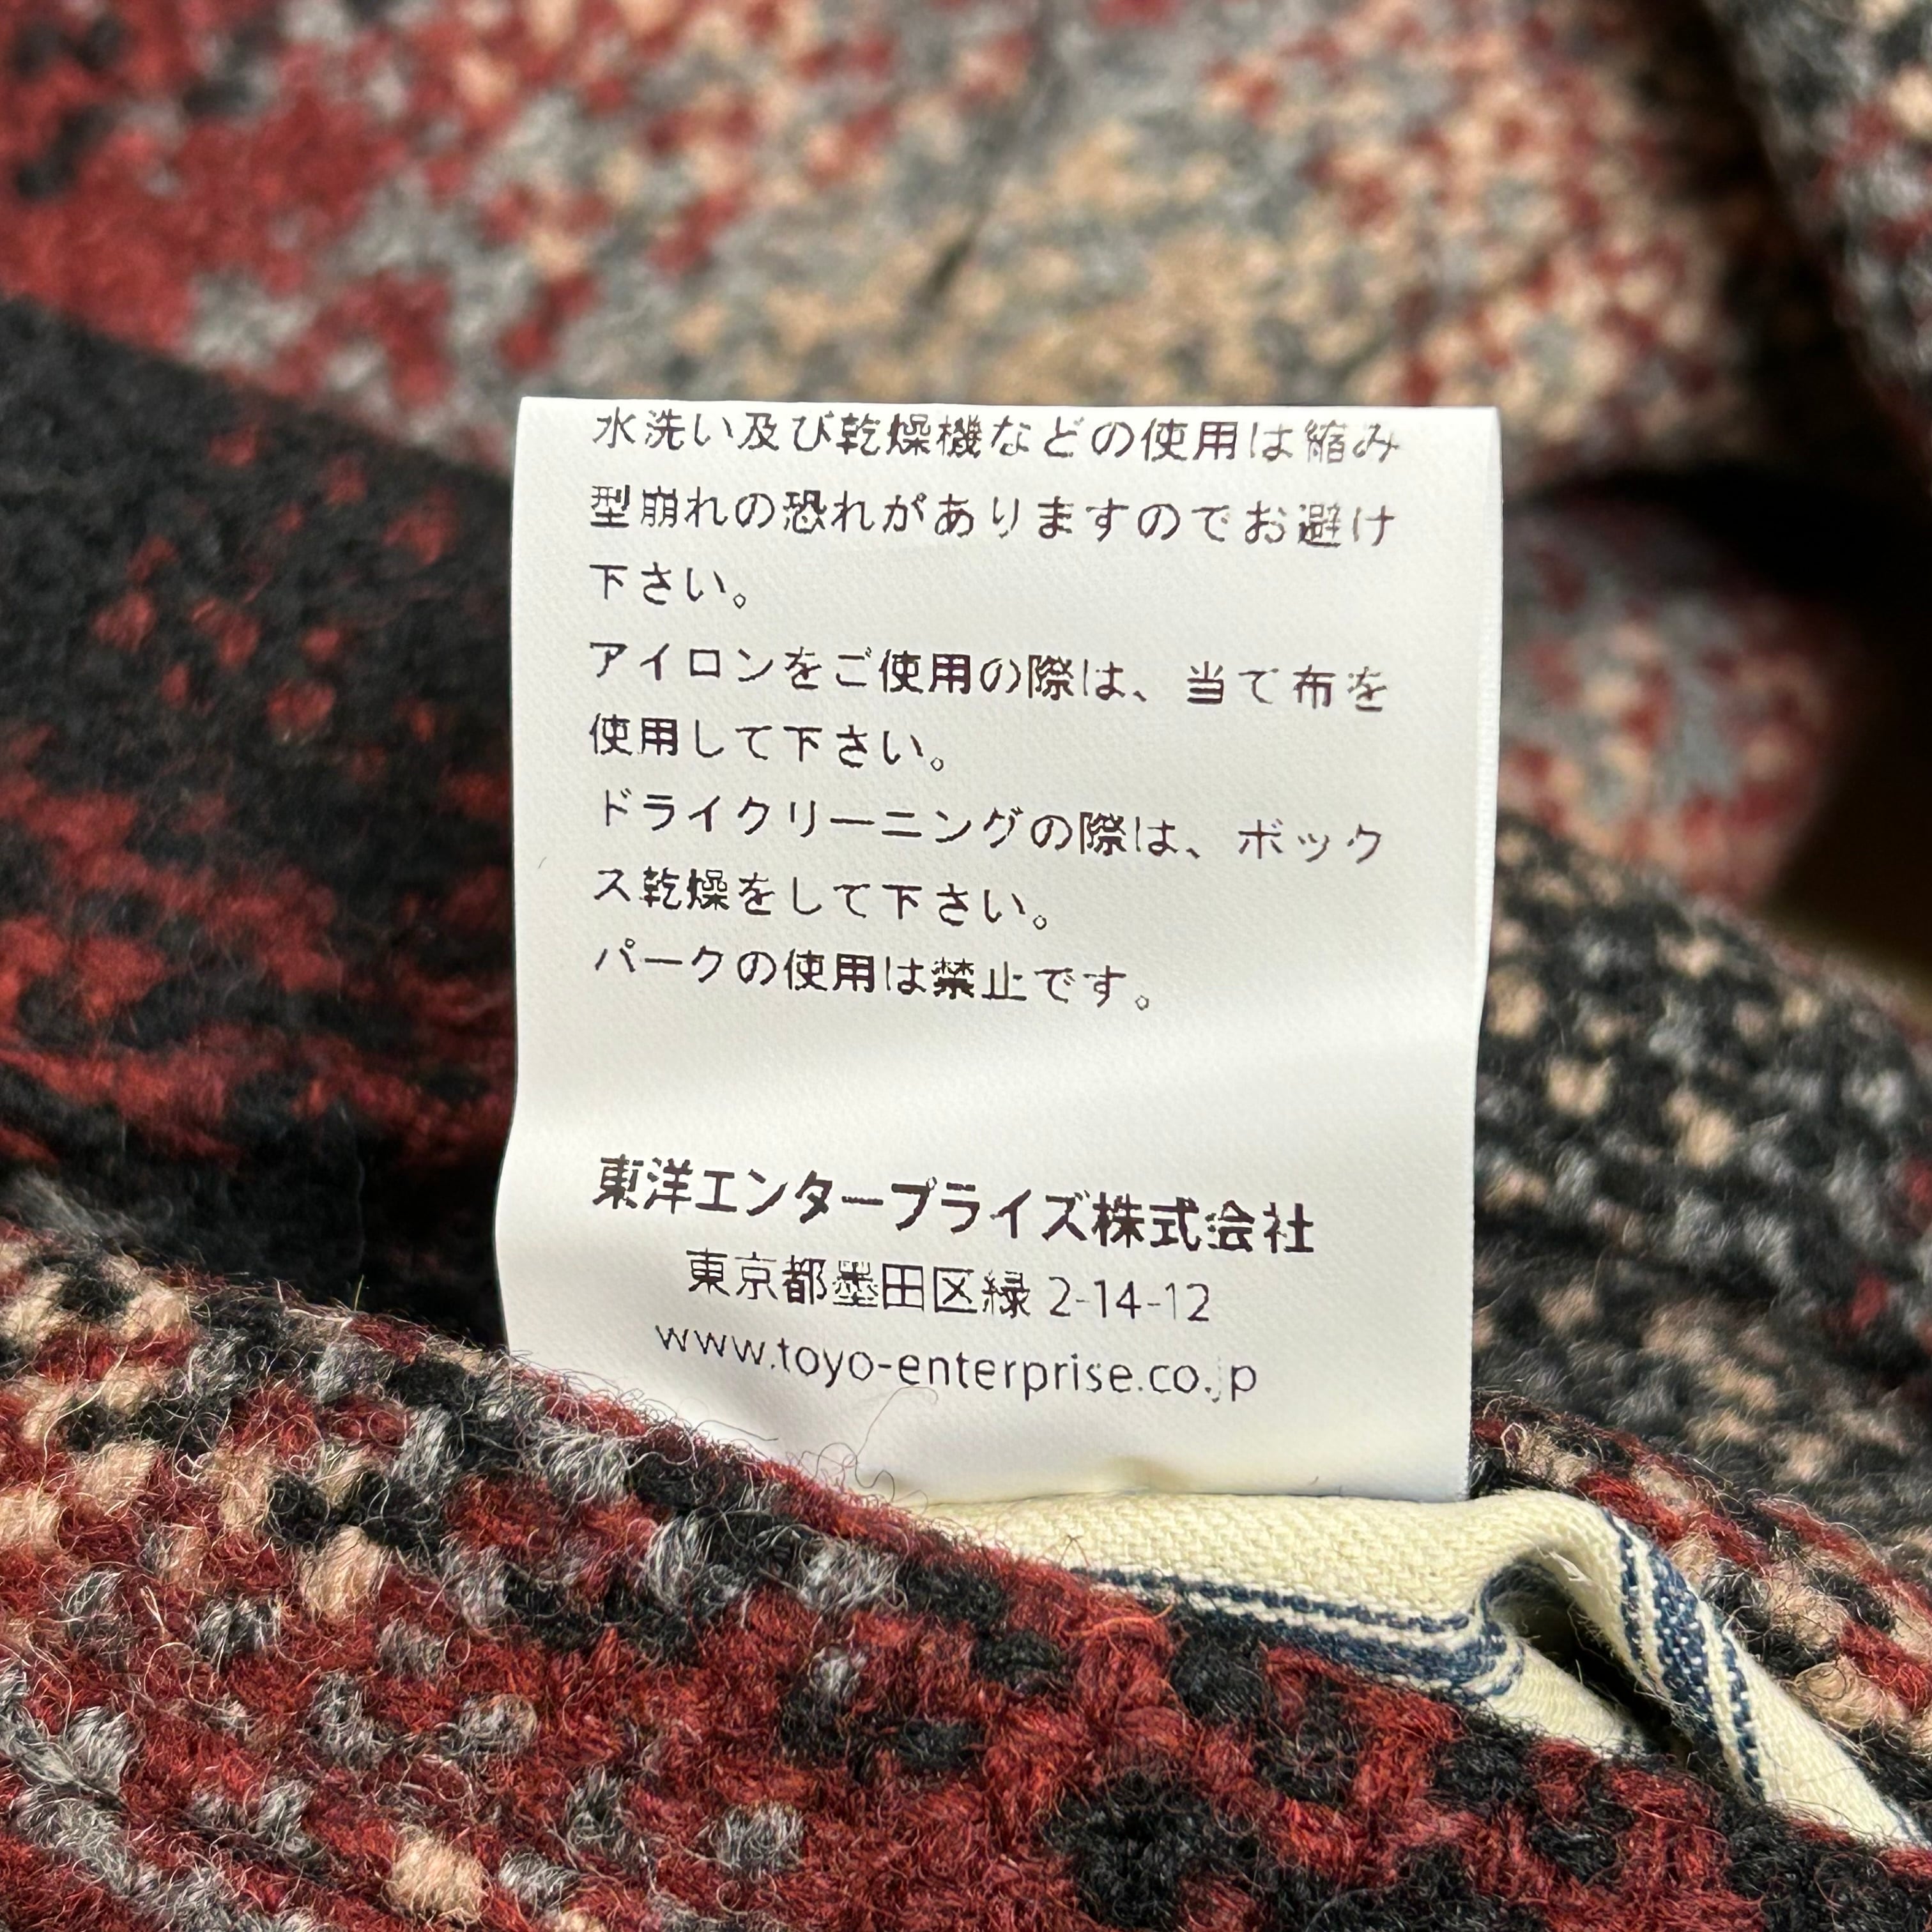 水洗い及び乾燥機などの使用は縮み
型崩れの恐れがありますのでお避け
下さい。
アイロンをご使用の際は、当て布を
使用して下さい。
ドライクリーニングの際は、ボック
ス乾燥をして下さい。
パークの使用は禁止です。
東洋エンタープライズ株式会社
東京都墨田区緑 2-14-12
www.toyo-enterprise.co.jp